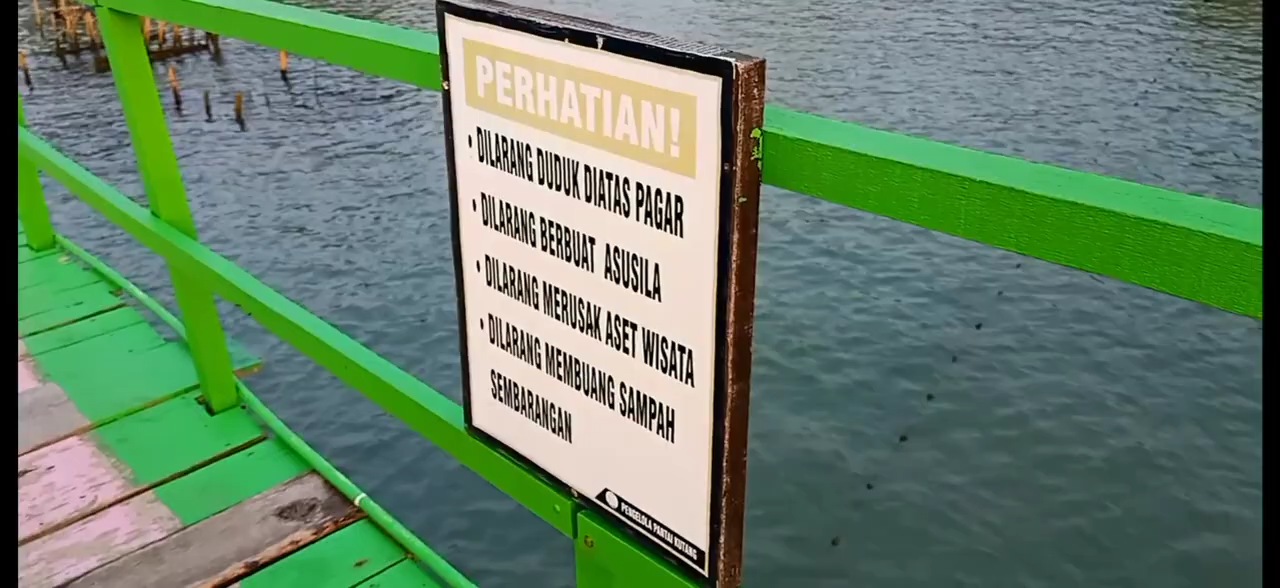 PERHATIAN!
• DILARANG DUDUK DIATAS PAGAR
• DILARANG BERBUAT ASUSILA
• DILARANG MERUSAK ASET WISATA
• DILARANG MEMBUANG SAMPAH
SEMBARANGAN
PENGELOLA PANTAI KUTANG